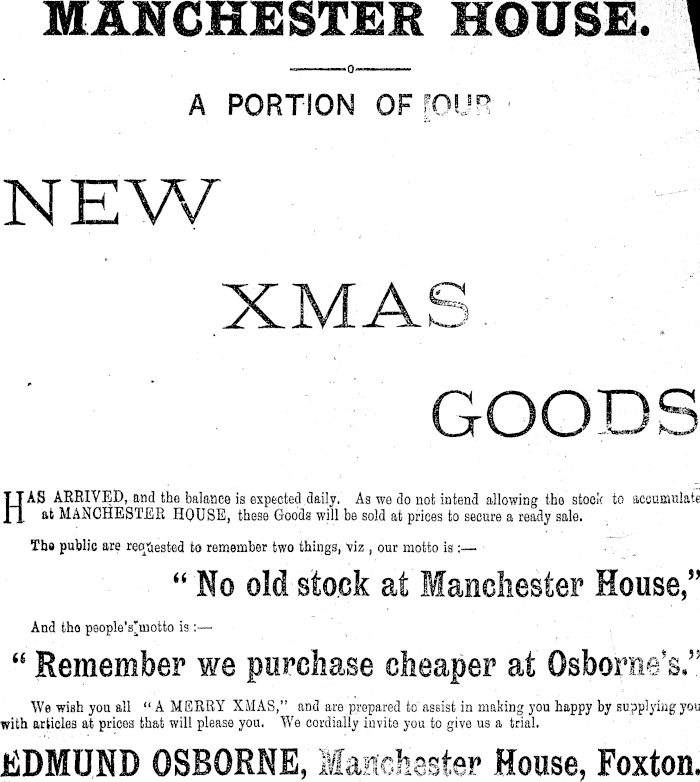 MANCHESTER HOUSE.
A PORTION OF OUR
NEW
XMAS
GOODS
HAS ARRIVED, and the balance is expected daily. As we do not intend allowing the stock to accumulate
at MANCHESTER HOUSE, these Goods will be sold at prices to secure a ready sale.
The public are requested to remember two things, viz , our motto is :—
“ No old stock at Manchester House,”
And the people's motto is :—
“ Remember we purchase cheaper at Osborne's.”
We wish you all “A MERRY XMAS,” and are prepared to assist in making you happy by supplying you
with articles at prices that will please you. We cordially invite you to give us a trial.
EDMUND OSBORNE, Manchester House, Foxton.